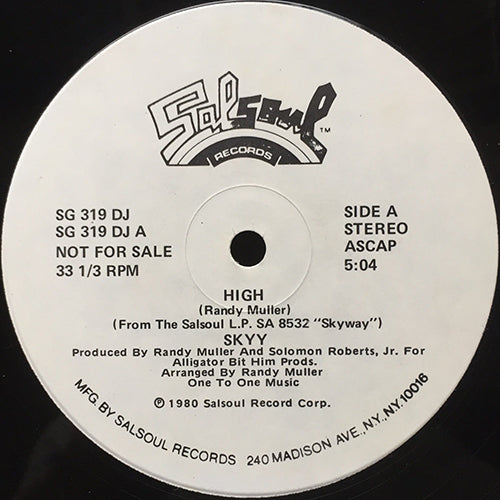 Salsoul TM
RECORDS
SG 319 DJ
SG 319 DJ A
NOT FOR SALE
33 1/3 RPM
SIDE A
STEREO
ASCAP
5:04
HIGH
(Randy Muller)
(From The Salsoul L.P. SA 8532 "Skyway")
SKYY
Produced By Randy Muller And Solomon Roberts, Jr. For
Alligator Bit Him Prods.
Arranged By Randy Muller
One To One Music
℗ 1980 Salsoul Record Corp.
MFG. BY SALSOUL RECORDS 240 MADISON AVE., N.Y., N.Y. 10016